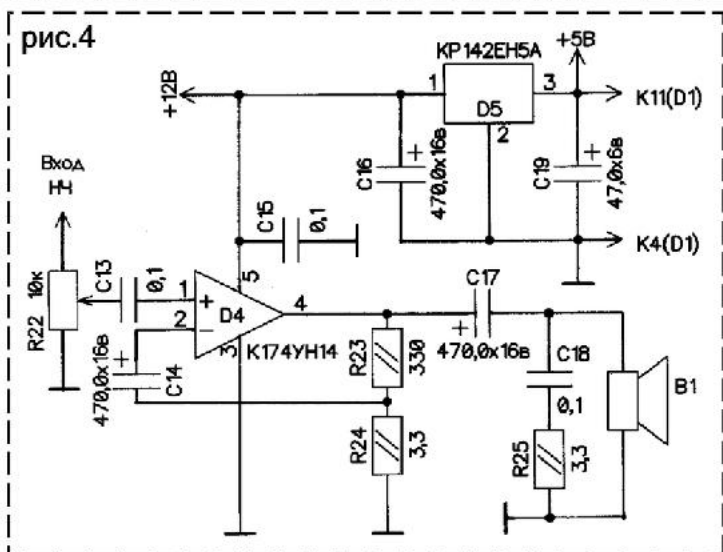 рис.4
КР142ЕН5А
+5В
+12В
1
3
К11(D1)
D5
2
Вход
НЧ
C16
+
470,0х16в
C19
+
47,0х6в
C15
0,1
К4(D1)
R22
10к
C13
0,1
1
+
5
D4
4
2
−
3
К174УН14
C14
+
470,0х16в
R23
330
C17
+
470,0х16в
C18
0,1
B1
R24
3,3
R25
3,3